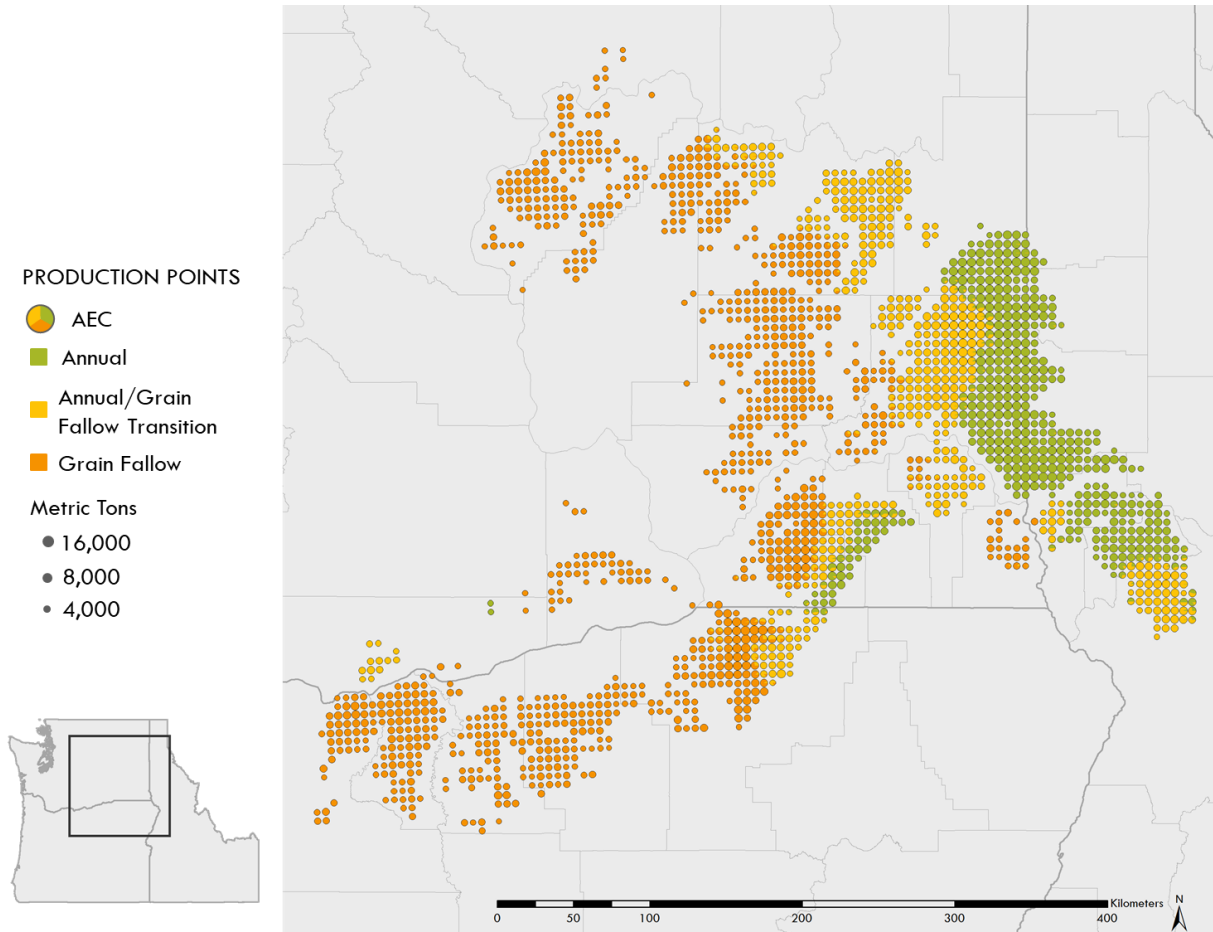 PRODUCTION POINTS
AEC
Annual
Annual/Grain
Fallow Transition
Grain Fallow
Metric Tons
16,000
8,000
4,000
Kilometers
N
0 50 100 200 300 400